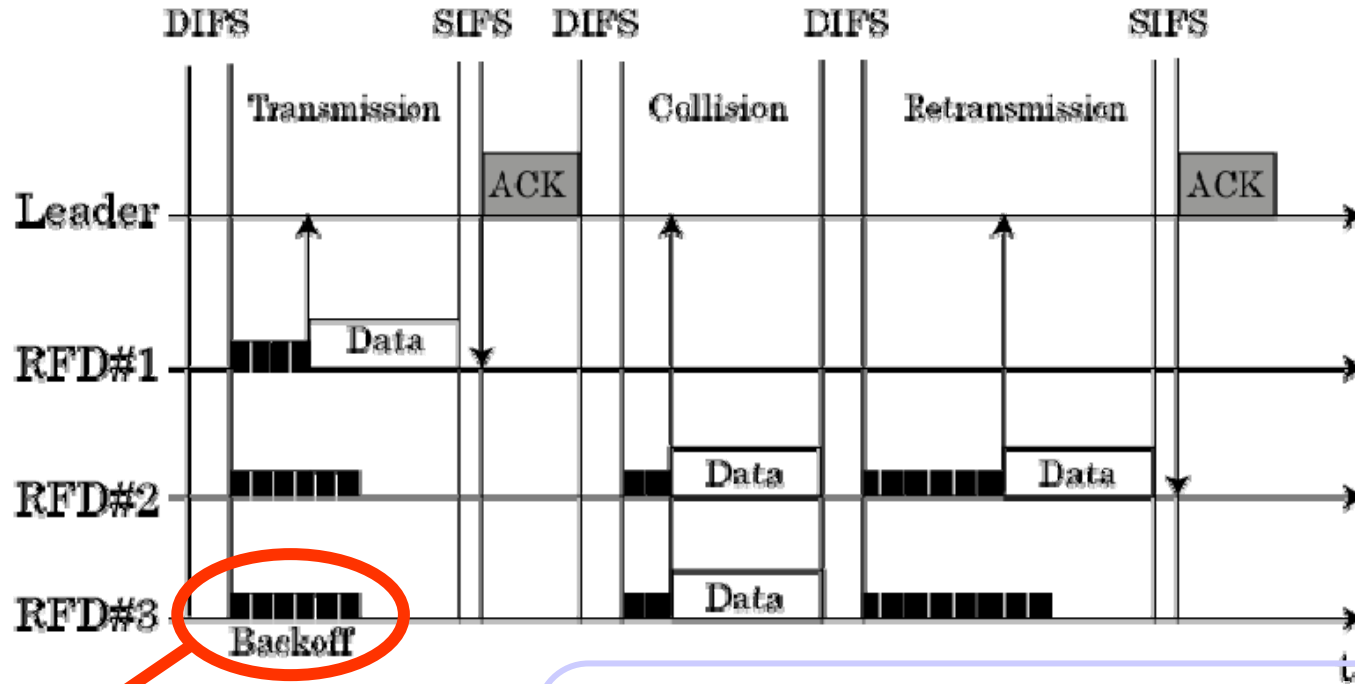 DIFS SIFS DIFS DIFS SIFS
Transmission Collision Retransmission
ACK ACK
Leader
Data
RFD#1
Data Data
RFD#2
Data
RFD#3
Backoff
t